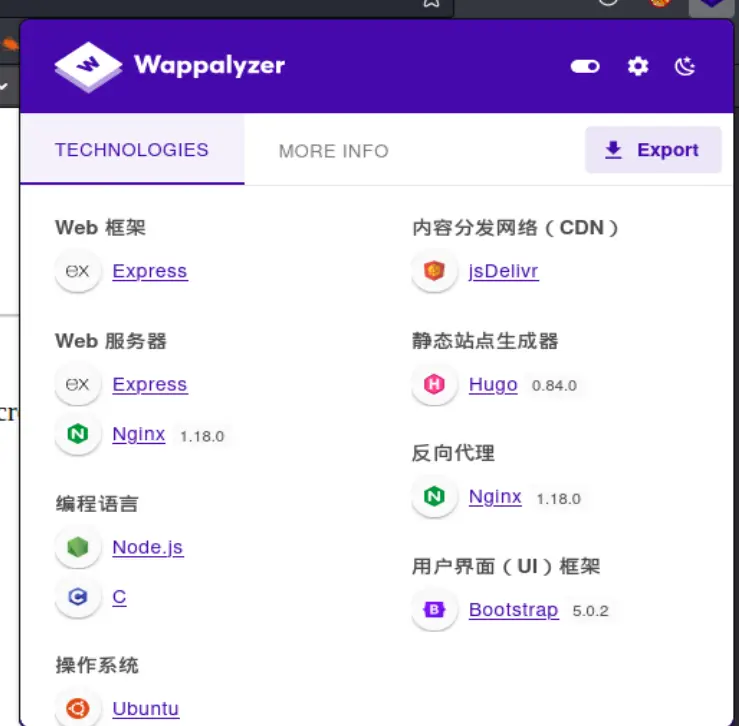 Wappalyzer
TECHNOLOGIES
MORE INFO
Export
Web 框架
ex Express
Web 服务器
ex Express
Nginx 1.18.0
编程语言
Node.js
C
操作系统
Ubuntu
内容分发网络（CDN）
jsDelivr
静态站点生成器
Hugo 0.84.0
反向代理
Nginx 1.18.0
用户界面（UI）框架
Bootstrap 5.0.2
cre